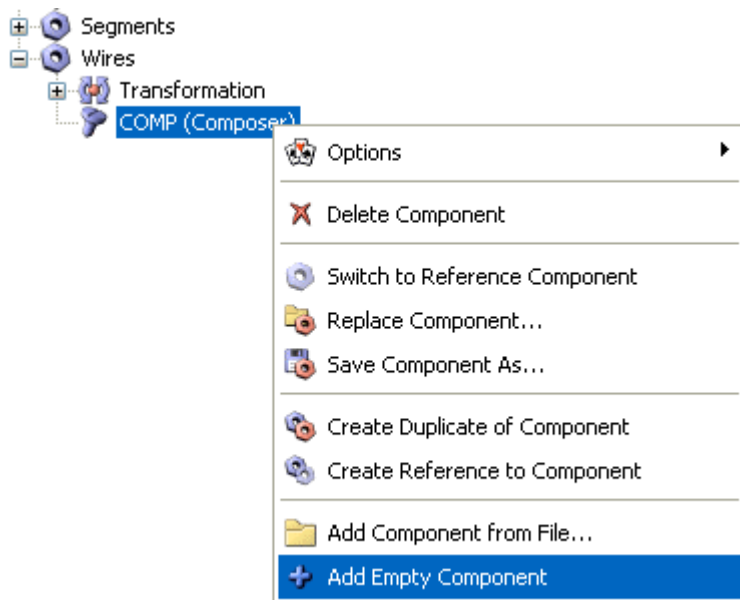 Segments
Wires
Transformation
COMP (Composer)
Options
Delete Component
Switch to Reference Component
Replace Component...
Save Component As...
Create Duplicate of Component
Create Reference to Component
Add Component from File...
Add Empty Component